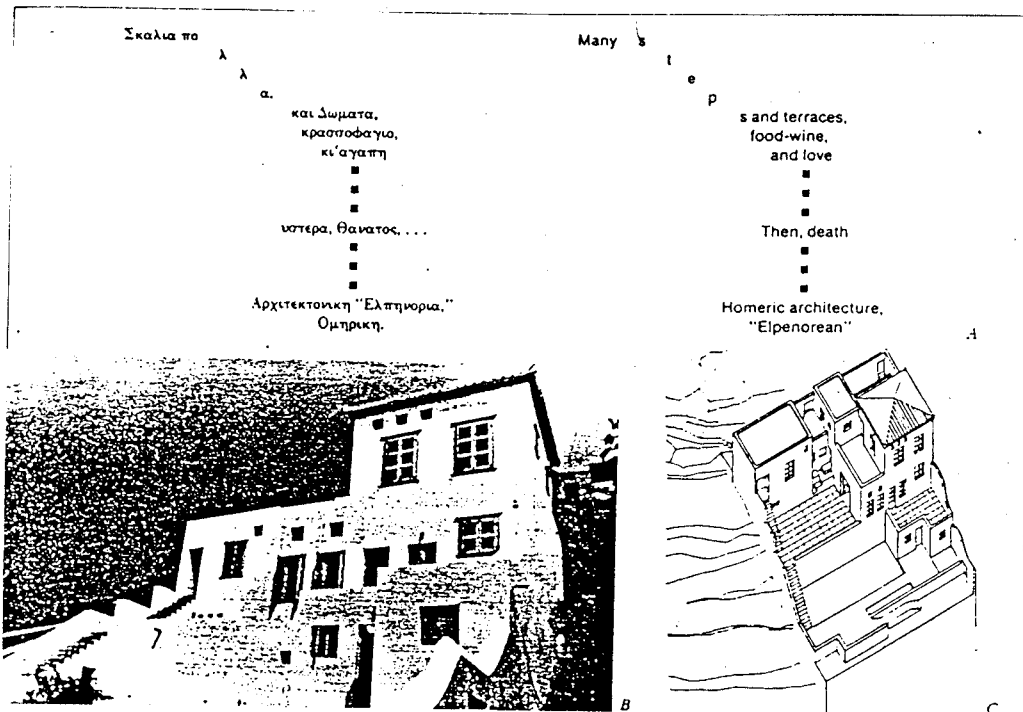 Σκαλια πο
λ
λ
α.
και Δωματα,
κρασποφαγιο,
κι'αγαπη
υστερα, Θανατος, . . .
Αρχιτεκτονικη "Ελπηνορια,"
Ομηρικη.
Many s
t
e
p
s and terraces,
food-wine,
and love
Then, death
Homeric architecture,
"Elpenorean"
A
B
C